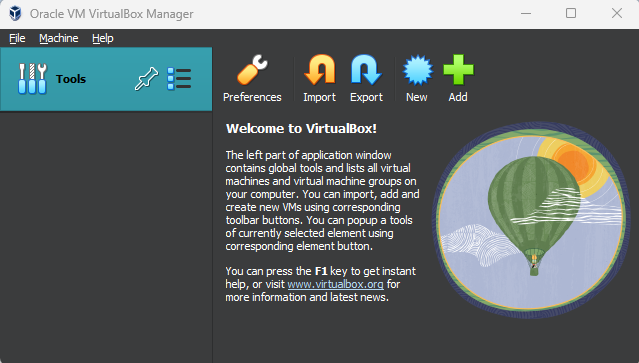 Oracle VM VirtualBox Manager
File Machine Help
Tools
Preferences Import Export New Add
Welcome to VirtualBox!
The left part of application window
contains global tools and lists all virtual
machines and virtual machine groups on
your computer. You can import, add and
create new VMs using corresponding
toolbar buttons. You can popup a tools
of currently selected element using
corresponding element button.
You can press the F1 key to get instant
help, or visit www.virtualbox.org for
more information and latest news.